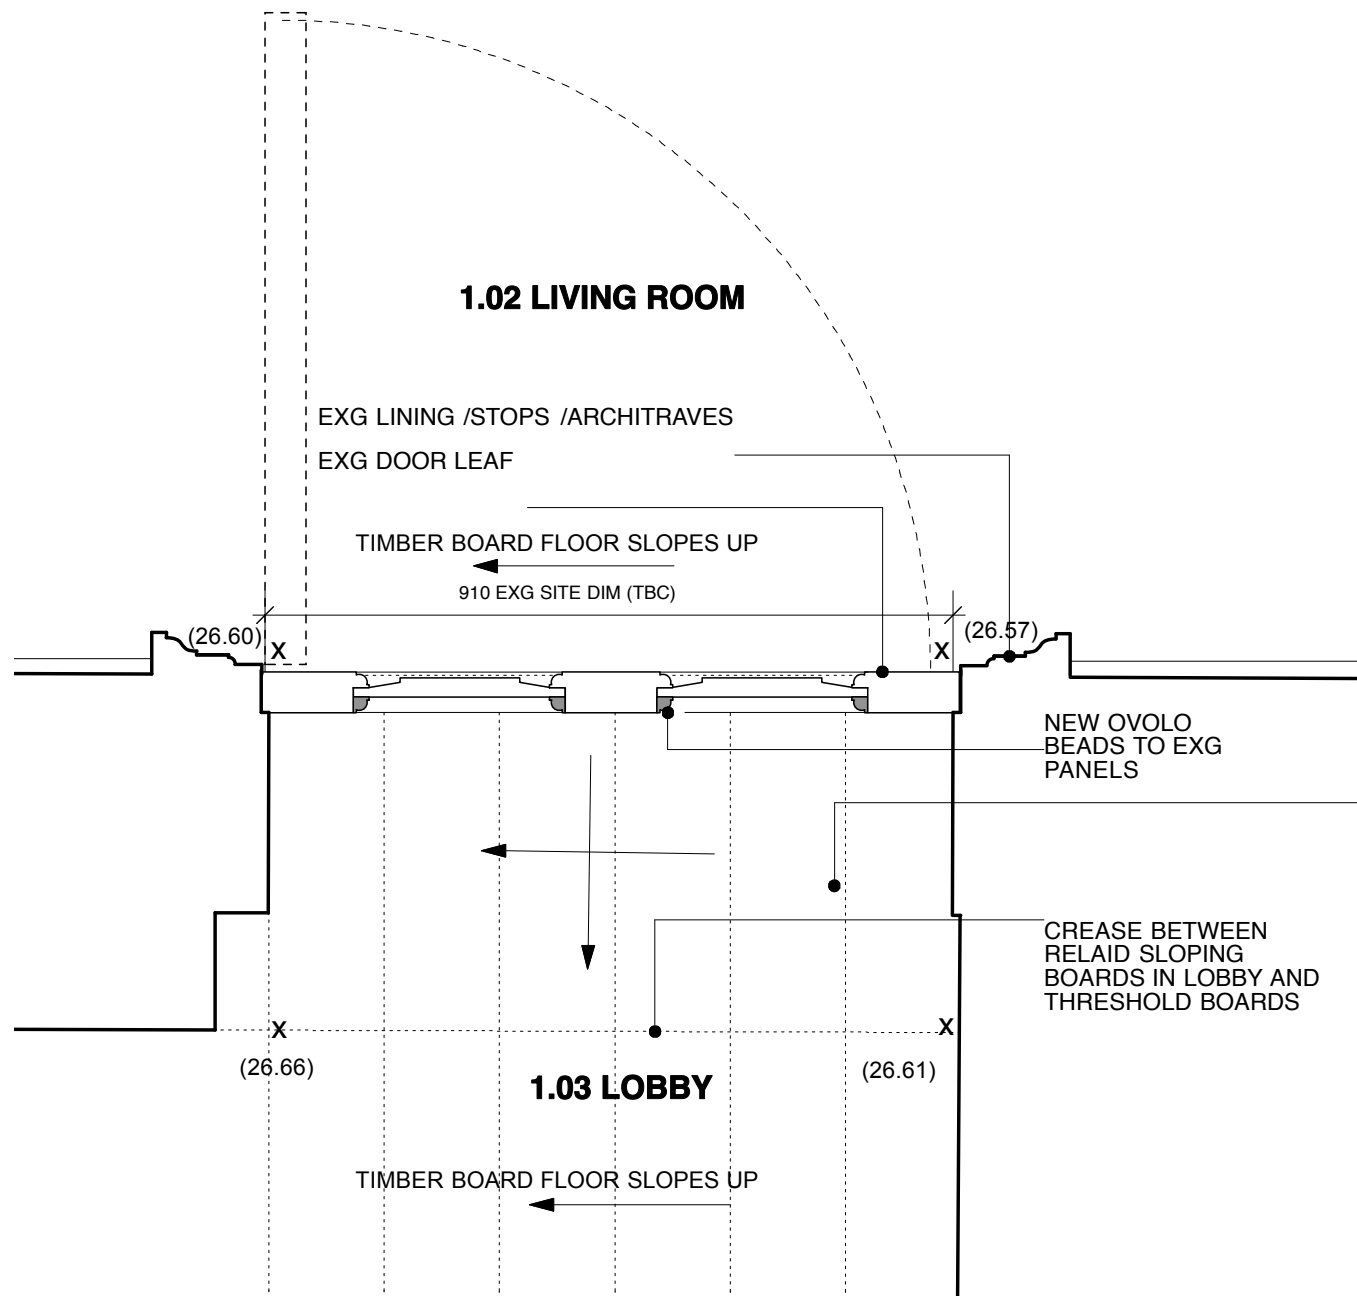 1.02 LIVING ROOM
EXG LINING /STOPS /ARCHITRAVES
EXG DOOR LEAF
TIMBER BOARD FLOOR SLOPES UP
910 EXG SITE DIM (TBC)
(26.60)
X
X
(26.57)
NEW OVOLO
BEADS TO EXG
PANELS
CREASE BETWEEN
RELAID SLOPING
BOARDS IN LOBBY AND
THRESHOLD BOARDS
X
X
(26.66)
(26.61)
1.03 LOBBY
TIMBER BOARD FLOOR SLOPES UP